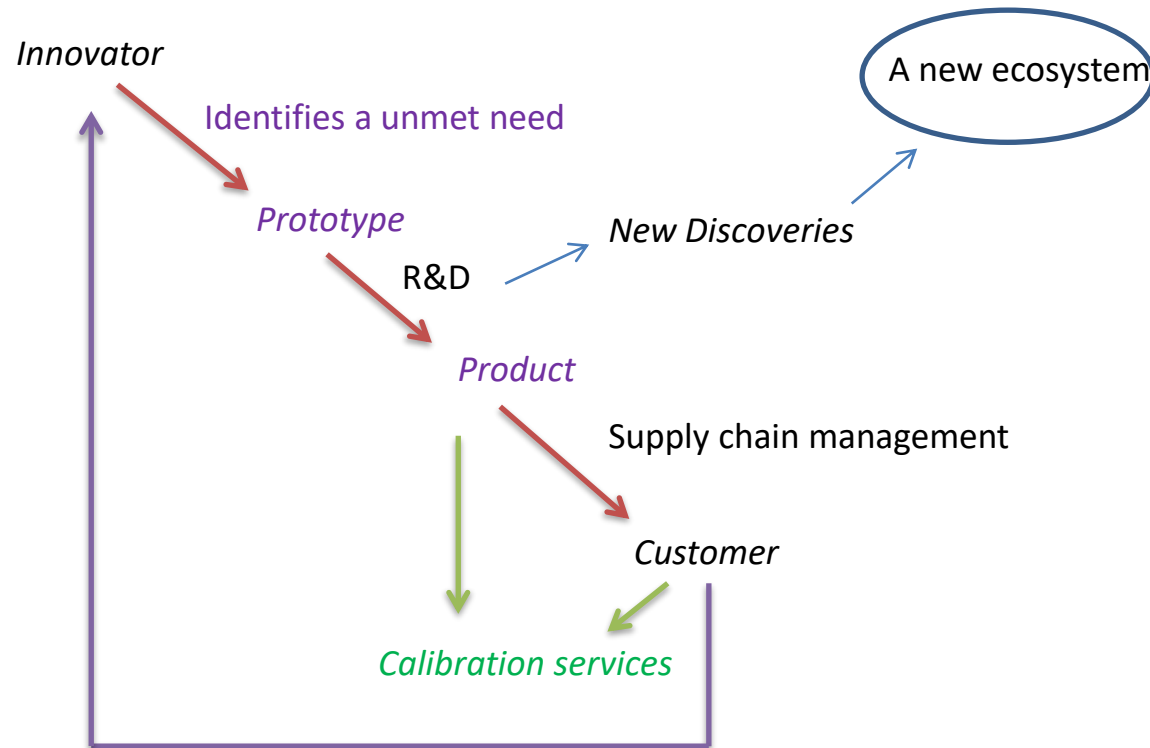 Innovator
A new ecosystem
Identifies a unmet need
Prototype
New Discoveries
R&D
Product
Supply chain management
Customer
Calibration services